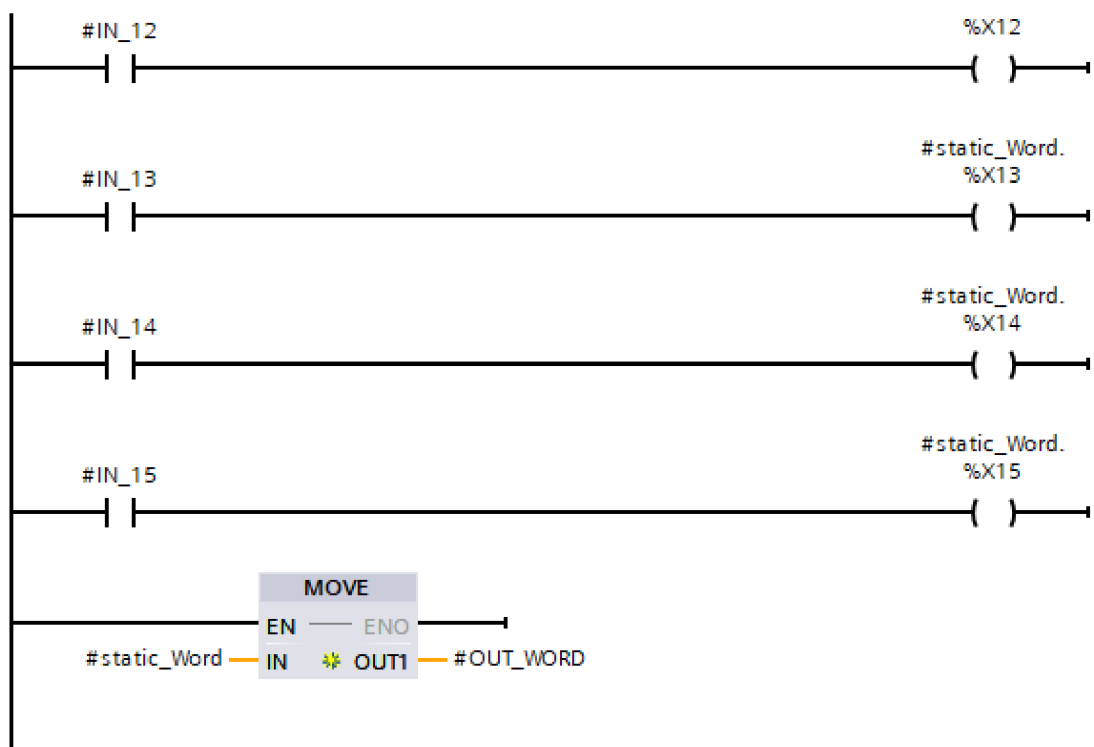 #IN_12
%X12
#static_Word.
#IN_13
%X13
#static_Word.
#IN_14
%X14
#static_Word.
#IN_15
%X15
MOVE
EN
ENO
#static_Word
IN
OUT1
#OUT_WORD